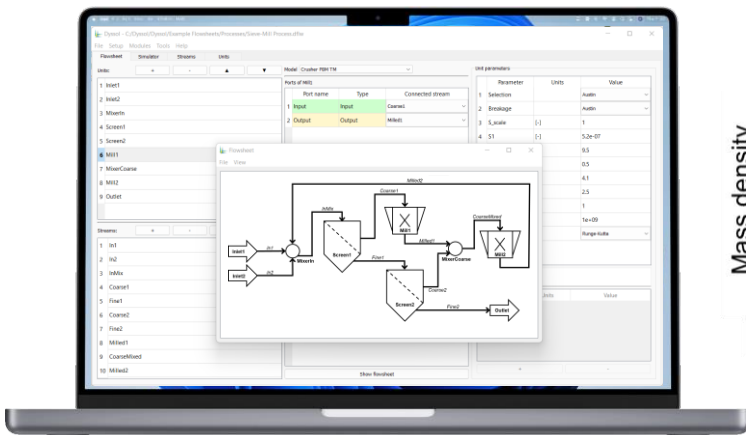 Dyssol - C:/Dyssol/Dyssol/Example Flowsheets/Processes/Sieve-Mill Process.dflw
File Setup Modules Tools Help
Flowsheet Simulator Streams Units
Units: + - ▲ ▼
1 Inlet1
2 Inlet2
3 MixerIn
4 Screen1
5 Screen2
6 Mill1
7 MixerCoarse
8 Mill2
9 Outlet
Streams: + -
1 In1
2 In2
3 InMix
4 Coarse1
5 Fine1
6 Coarse2
7 Fine2
8 Milled1
9 CoarseMixed
10 Milled2
Model Crusher PBM TM
Ports of Mill1
Port name Type Connected stream
1 Input Input Coarse1
2 Output Output Milled1
Show flowsheet
Unit parameters
Parameter Units Value
1 Selection Austin
2 Breakage Austin
3 S_scale [-] 1
4 S1 [-] 5.2e-07
9.5
0.5
4.1
2.5
1
1e+09
Runge-Kutta
Units Value
+ -
Flowsheet
File View
Milled2
Coarse1
InMix
Mill1
CoarseMixed
Inlet1 In1
MixerIn
Screen1
Milled1
MixerCoarse
Mill2
Inlet2 In2
Fine1
Coarse2
Screen2
Fine2
Outlet
Mass density